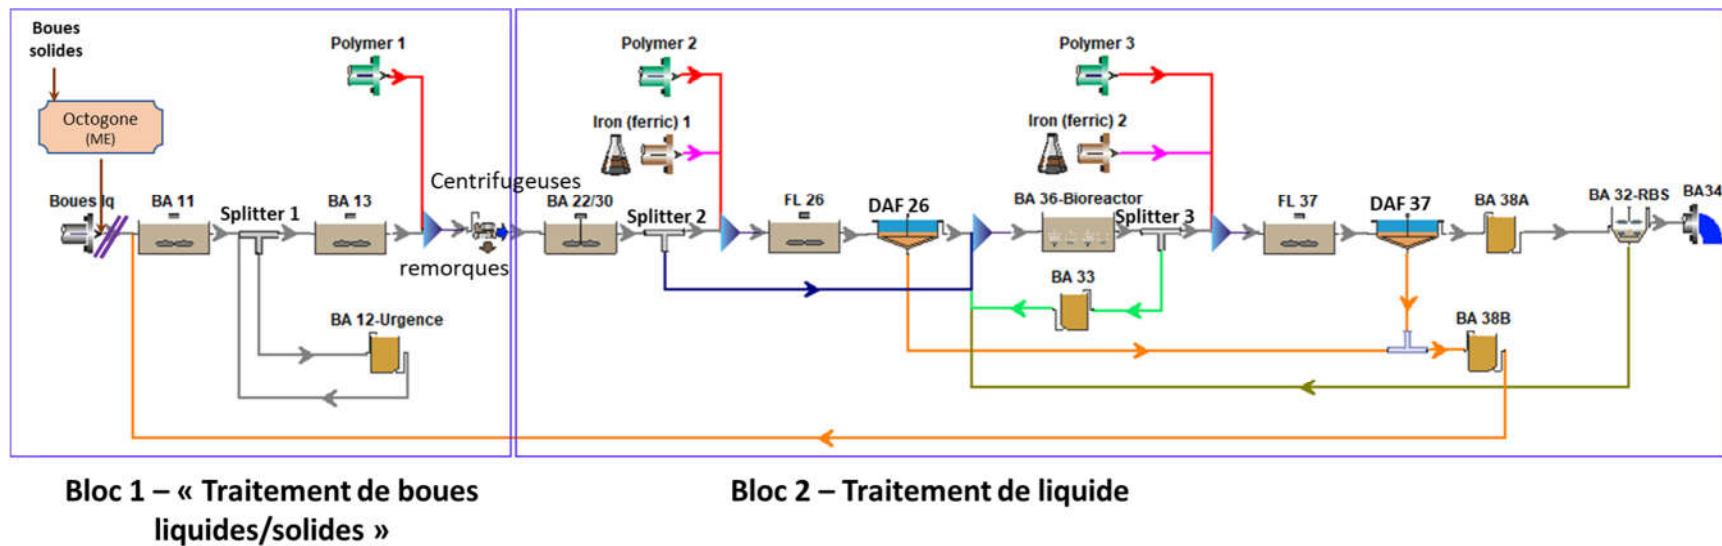 Boues
solides
Octogone
(ME)
Boues lq
BA 11
Splitter 1
BA 13
Polymer 1
Centrifugeuses
remorques
BA 12-Urgence
Polymer 2
Iron (ferric) 1
BA 22/30
Splitter 2
FL 26
DAF 26
Polymer 3
Iron (ferric) 2
BA 36-Bioreactor
Splitter 3
BA 33
FL 37
DAF 37
BA 38A
BA 38B
BA 32-RBS
BA34
Bloc 1 – « Traitement de boues
liquides/solides »
Bloc 2 – Traitement de liquide